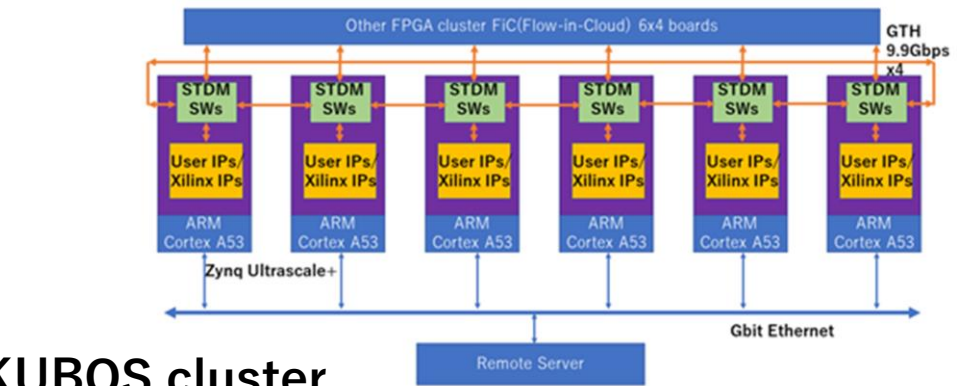 Other FPGA cluster FiC(Flow-in-Cloud) 6x4 boards
GTH
9.9Gbps
x4
STDM
SWs
STDM
SWs
STDM
SWs
STDM
SWs
STDM
SWs
STDM
SWs
User IPs/
Xilinx IPs
User IPs/
Xilinx IPs
User IPs/
Xilinx IPs
User IPs/
Xilinx IPs
User IPs/
Xilinx IPs
User IPs/
Xilinx IPs
ARM
Cortex A53
ARM
Cortex A53
ARM
Cortex A53
ARM
Cortex A53
ARM
Cortex A53
ARM
Cortex A53
Zynq Ultrascale+
Gbit Ethernet
Remote Server
KUBOS cluster